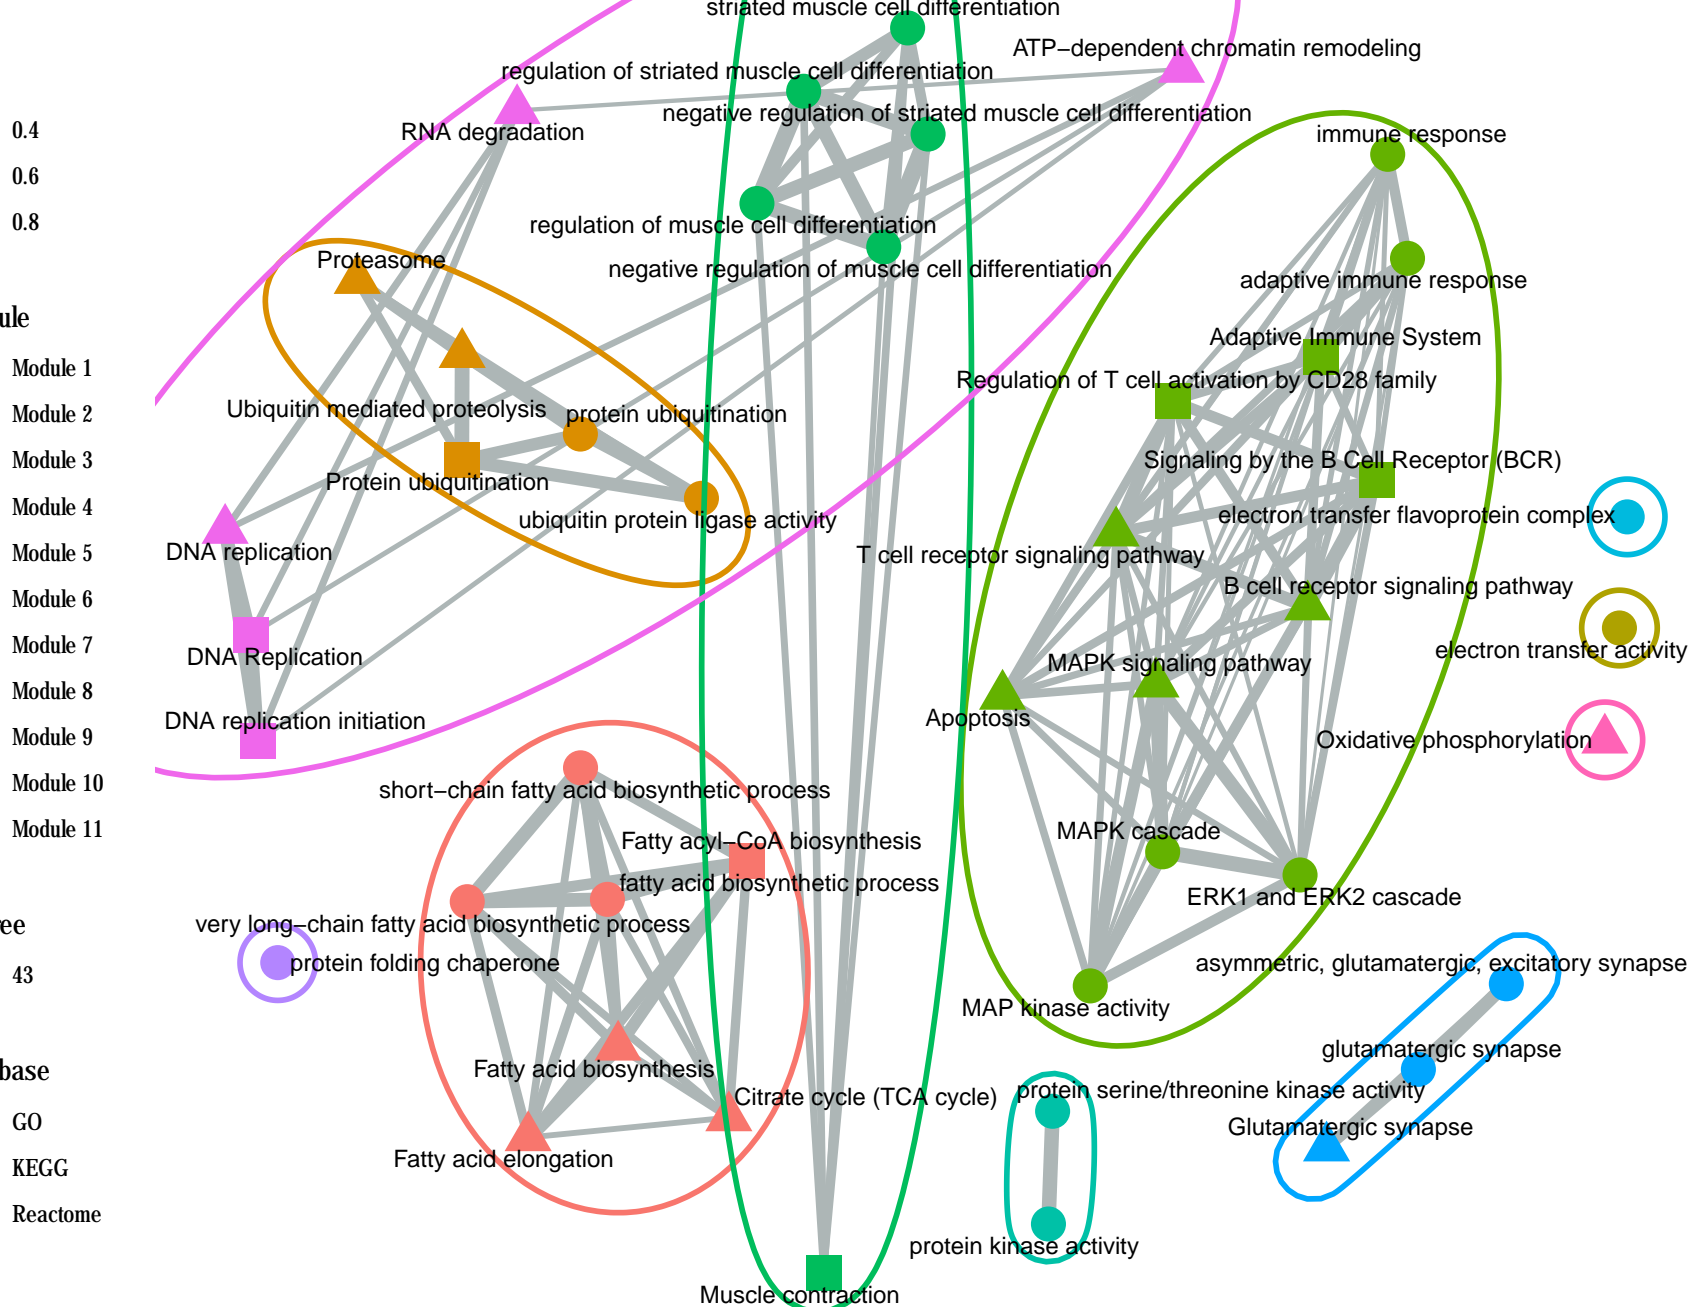 0.4
0.6
0.8
ule
Module 1
Module 2
Module 3
Module 4
Module 5
Module 6
Module 7
Module 8
Module 9
Module 10
Module 11
ree
43
base
GO
KEGG
Reactome
striated muscle cell differentiation
ATP−dependent chromatin remodeling
regulation of striated muscle cell differentiation
negative regulation of striated muscle cell differentiation
RNA degradation
immune response
regulation of muscle cell differentiation
Proteasome
negative regulation of muscle cell differentiation
adaptive immune response
Adaptive Immune System
Regulation of T cell activation by CD28 family
Ubiquitin mediated proteolysis
protein ubiquitination
Signaling by the B Cell Receptor (BCR)
Protein ubiquitination
ubiquitin protein ligase activity
electron transfer flavoprotein complex
DNA replication
T cell receptor signaling pathway
B cell receptor signaling pathway
electron transfer activity
DNA Replication
MAPK signaling pathway
DNA replication initiation
Apoptosis
Oxidative phosphorylation
short−chain fatty acid biosynthetic process
MAPK cascade
Fatty acyl−CoA biosynthesis
fatty acid biosynthetic process
ERK1 and ERK2 cascade
very long−chain fatty acid biosynthetic process
protein folding chaperone
asymmetric, glutamatergic, excitatory synapse
MAP kinase activity
glutamatergic synapse
Fatty acid biosynthesis
Citrate cycle (TCA cycle)
protein serine/threonine kinase activity
Glutamatergic synapse
Fatty acid elongation
protein kinase activity
Muscle contraction